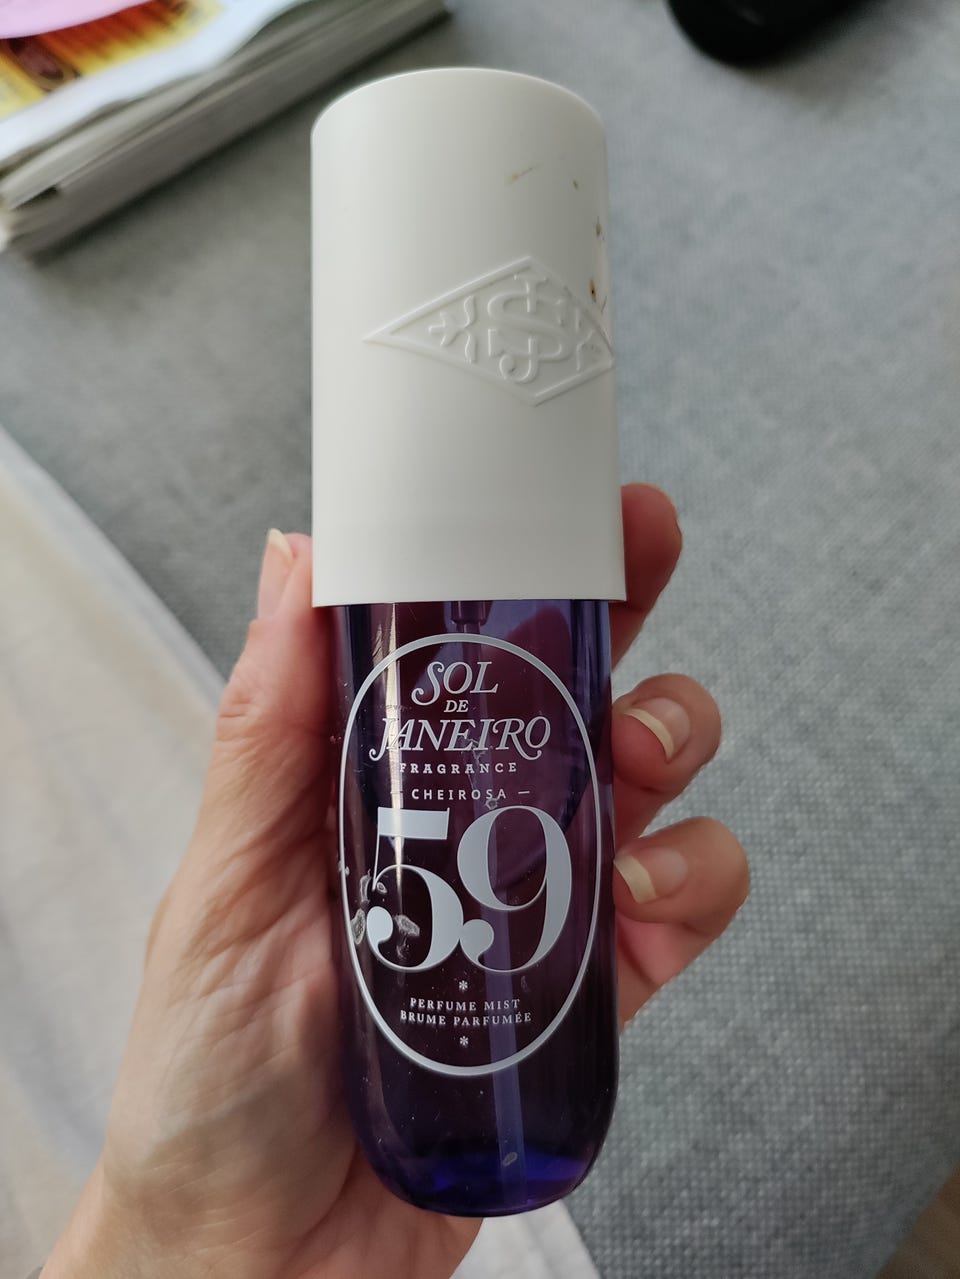 SOL
DE
JANEIRO
FRAGRANCE
— CHEIROSA —
59
*
PERFUME MIST
BRUME PARFUMÉE
*